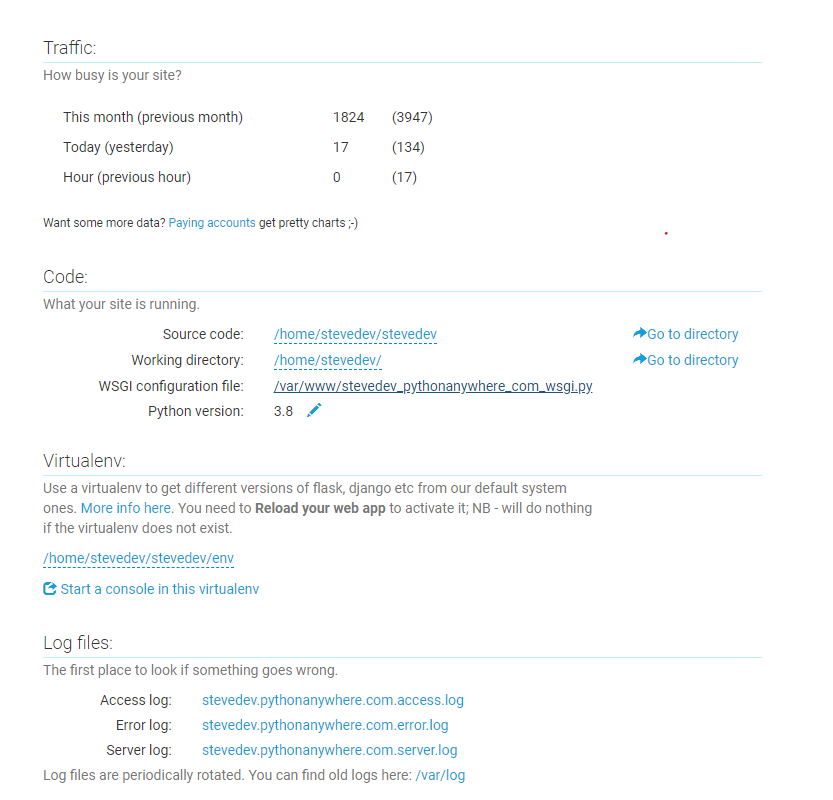 Traffic:
How busy is your site?
This month (previous month) 1824 (3947)
Today (yesterday) 17 (134)
Hour (previous hour) 0 (17)
Want some more data? Paying accounts get pretty charts ;-)
Code:
What your site is running.
Source code: /home/stevedev/stevedev Go to directory
Working directory: /home/stevedev/ Go to directory
WSGI configuration file: /var/www/stevedev_pythonanywhere_com_wsgi.py
Python version: 3.8
Virtualenv:
Use a virtualenv to get different versions of flask, django etc from our default system
ones. More info here. You need to Reload your web app to activate it; NB - will do nothing
if the virtualenv does not exist.
/home/stevedev/stevedev/env
Start a console in this virtualenv
Log files:
The first place to look if something goes wrong.
Access log: stevedev.pythonanywhere.com.access.log
Error log: stevedev.pythonanywhere.com.error.log
Server log: stevedev.pythonanywhere.com.server.log
Log files are periodically rotated. You can find old logs here: /var/log